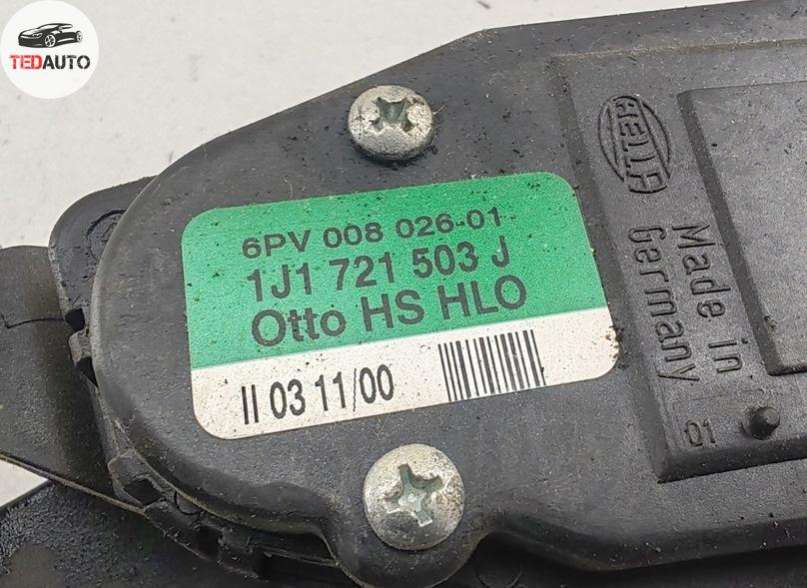 TEDAUTO
HELLA
6PV 008 026-01
1J1 721 503 J
Otto HS HLO
II 03 11/00
Made in
Germany
01